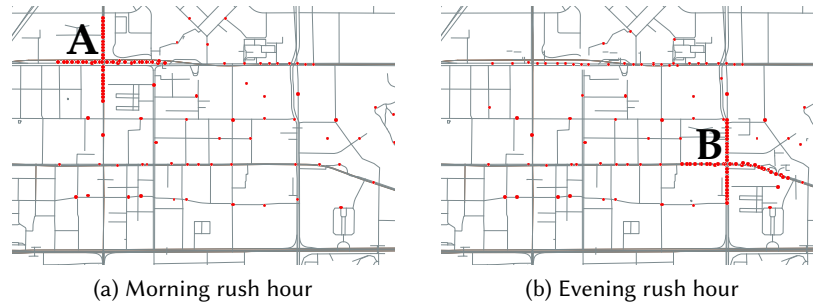 A
B
(a) Morning rush hour
(b) Evening rush hour